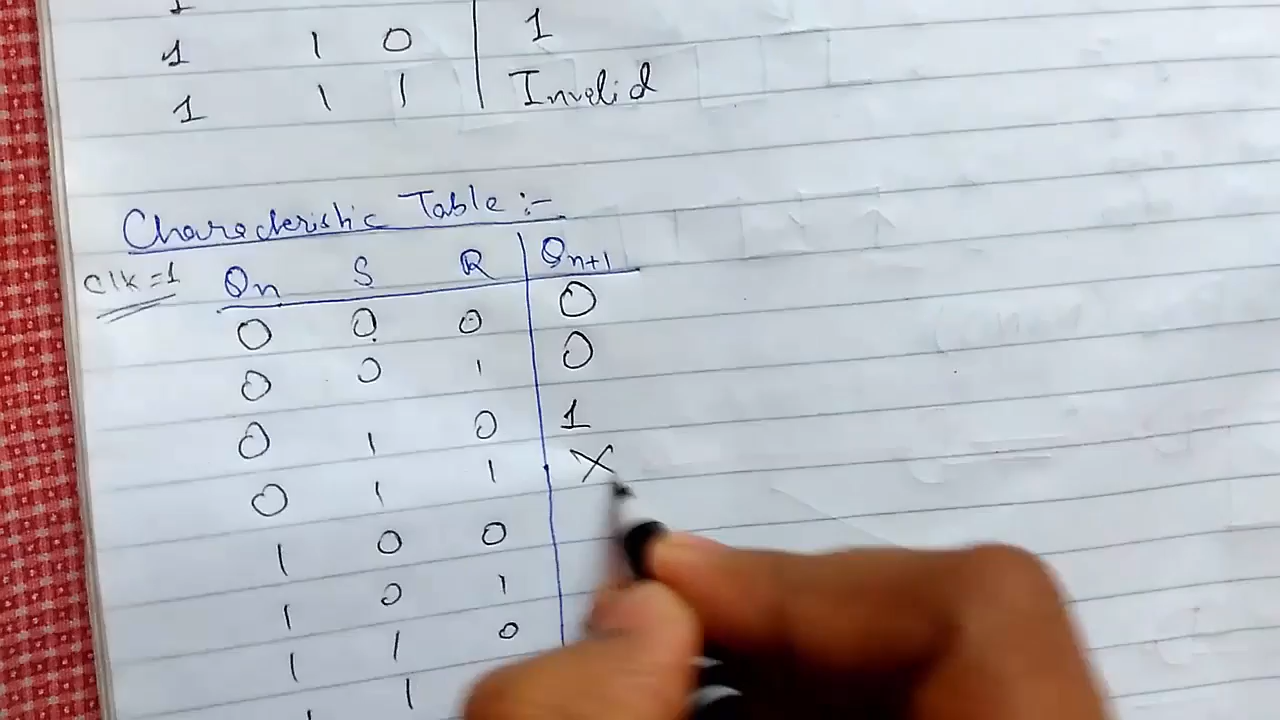 1
1 1 0 1
1 1 1 Invalid
Characteristic Table :-
Clk = 1 Qn S R Qn+1
0 0 0 0
0 0 1 0
0 1 0 1
0 1 1 X
1 0 0
1 0 1
1 1 0
1 1